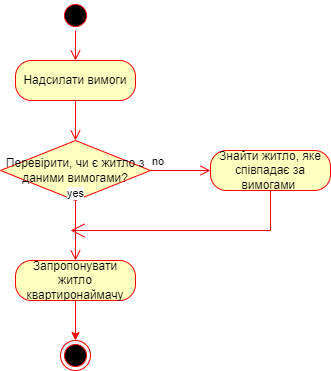 Надсилати вимоги
Перевірити, чи є житло з
даними вимогами?
no
Знайти житло, яке
співпадає за
вимогами
yes
Запропонувати
житло
квартиронаймачу